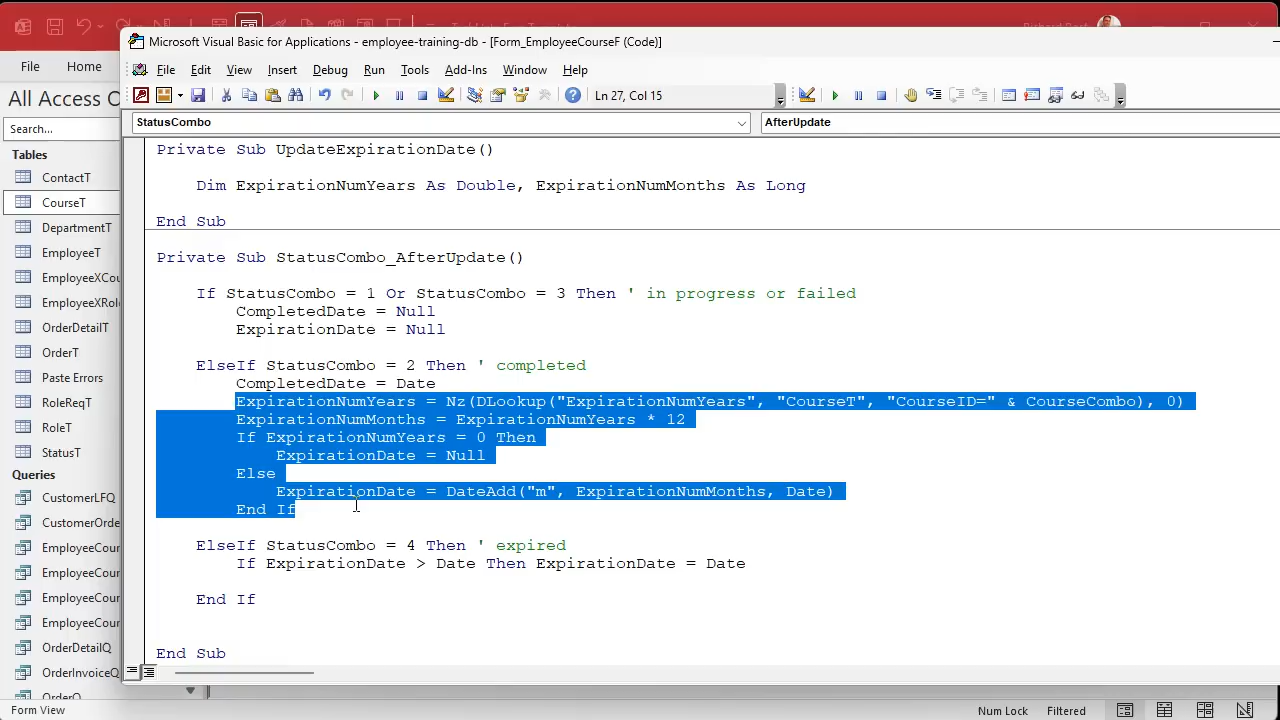 Microsoft Visual Basic for Applications - employee-training-db - [Form_EmployeeCourseF (Code)]
File Home
File Edit View Insert Debug Run Tools Add-Ins Window Help
Ln 27, Col 15
All Access O
StatusCombo AfterUpdate
Search...
Tables
ContactT
CourseT
DepartmentT
EmployeeT
EmployeeXCou
EmployeeXRole
OrderDetailT
OrderT
Paste Errors
RoleReqT
RoleT
StatusT
Queries
CustomerLFQ
CustomerOrde
EmployeeCour
EmployeeCour
EmployeeCour
EmployeeCour
OrderDetailQ
OrderInvoiceQ
OrderQ
Private Sub UpdateExpirationDate()
Dim ExpirationNumYears As Double, ExpirationNumMonths As Long
End Sub
Private Sub StatusCombo_AfterUpdate()
If StatusCombo = 1 Or StatusCombo = 3 Then ' in progress or failed
CompletedDate = Null
ExpirationDate = Null
ElseIf StatusCombo = 2 Then ' completed
CompletedDate = Date
ExpirationNumYears = Nz(DLookup("ExpirationNumYears", "CourseT", "CourseID=" & CourseCombo), 0)
ExpirationNumMonths = ExpirationNumYears * 12
If ExpirationNumYears = 0 Then
ExpirationDate = Null
Else
ExpirationDate = DateAdd("m", ExpirationNumMonths, Date)
End If
ElseIf StatusCombo = 4 Then ' expired
If ExpirationDate > Date Then ExpirationDate = Date
End If
End Sub
Form View Num Lock Filtered